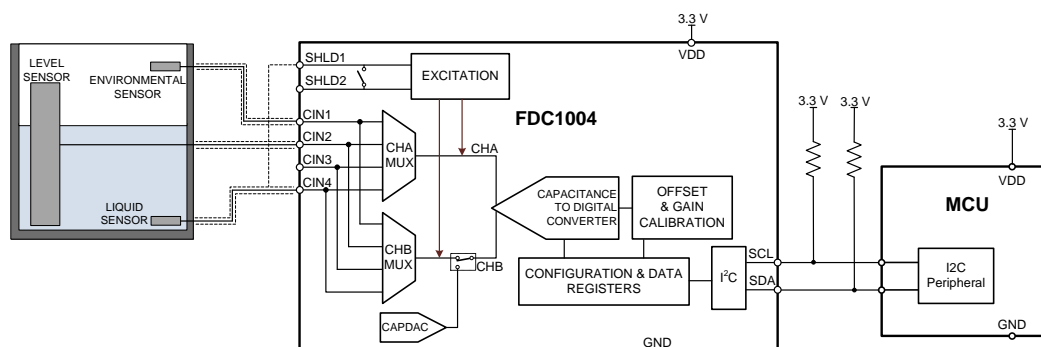 3.3 V
VDD
LEVEL
SENSOR
ENVIRONMENTAL
SENSOR
LIQUID
SENSOR
SHLD1
SHLD2
CIN1
CIN2
CIN3
CIN4
EXCITATION
FDC1004
CHA
MUX
CHA
CHB
MUX
CHB
CAPDAC
CAPACITANCE
TO DIGITAL
CONVERTER
OFFSET
& GAIN
CALIBRATION
CONFIGURATION & DATA
REGISTERS
I²C
SCL
SDA
GND
3.3 V
3.3 V
3.3 V
VDD
MCU
I2C
Peripheral
GND